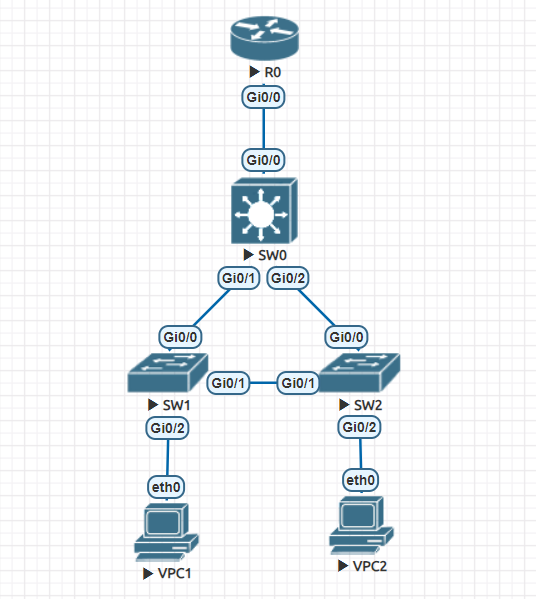 R0
Gi0/0
Gi0/0
SW0
Gi0/1 Gi0/2
Gi0/0 Gi0/0
Gi0/1 Gi0/1
SW1 SW2
Gi0/2 Gi0/2
eth0 eth0
VPC1 VPC2